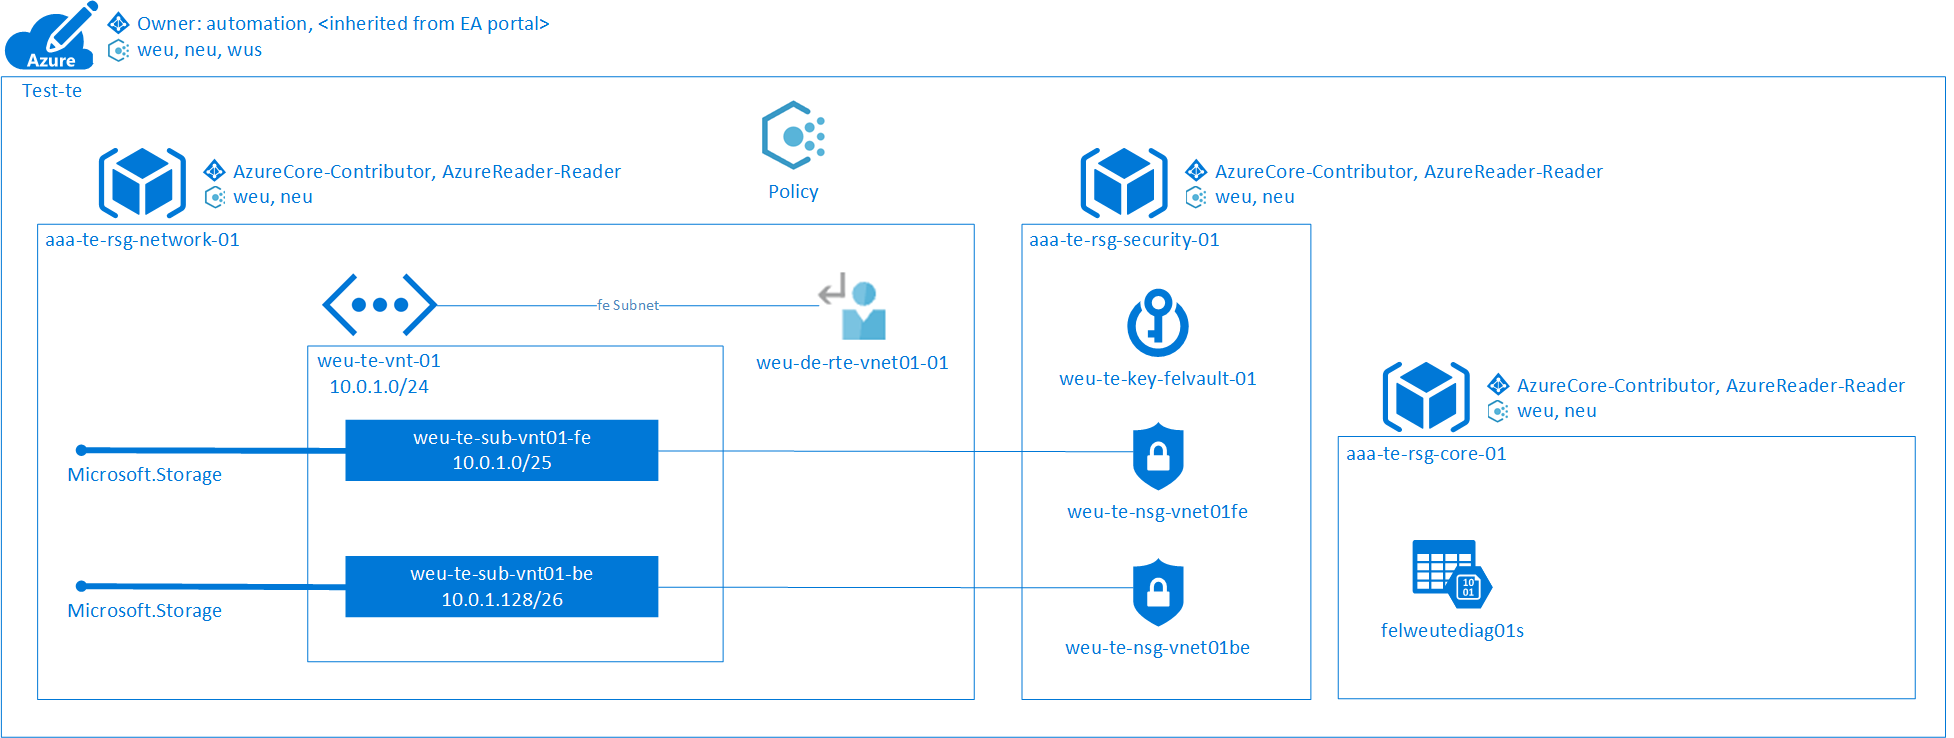 Azure
Owner: automation, <inherited from EA portal>
weu, neu, wus
Test-te
Policy
AzureCore-Contributor, AzureReader-Reader
weu, neu
aaa-te-rsg-network-01
fe Subnet
weu-de-rte-vnet01-01
weu-te-vnt-01
10.0.1.0/24
weu-te-sub-vnt01-fe
10.0.1.0/25
Microsoft.Storage
weu-te-sub-vnt01-be
10.0.1.128/26
Microsoft.Storage
AzureCore-Contributor, AzureReader-Reader
weu, neu
aaa-te-rsg-security-01
weu-te-key-felvault-01
weu-te-nsg-vnet01fe
weu-te-nsg-vnet01be
AzureCore-Contributor, AzureReader-Reader
weu, neu
aaa-te-rsg-core-01
10
01
felweutediag01s